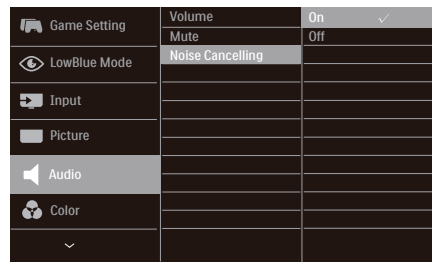 Game Setting
LowBlue Mode
Input
Picture
Audio
Color
Volume
Mute
Noise Cancelling
On
Off